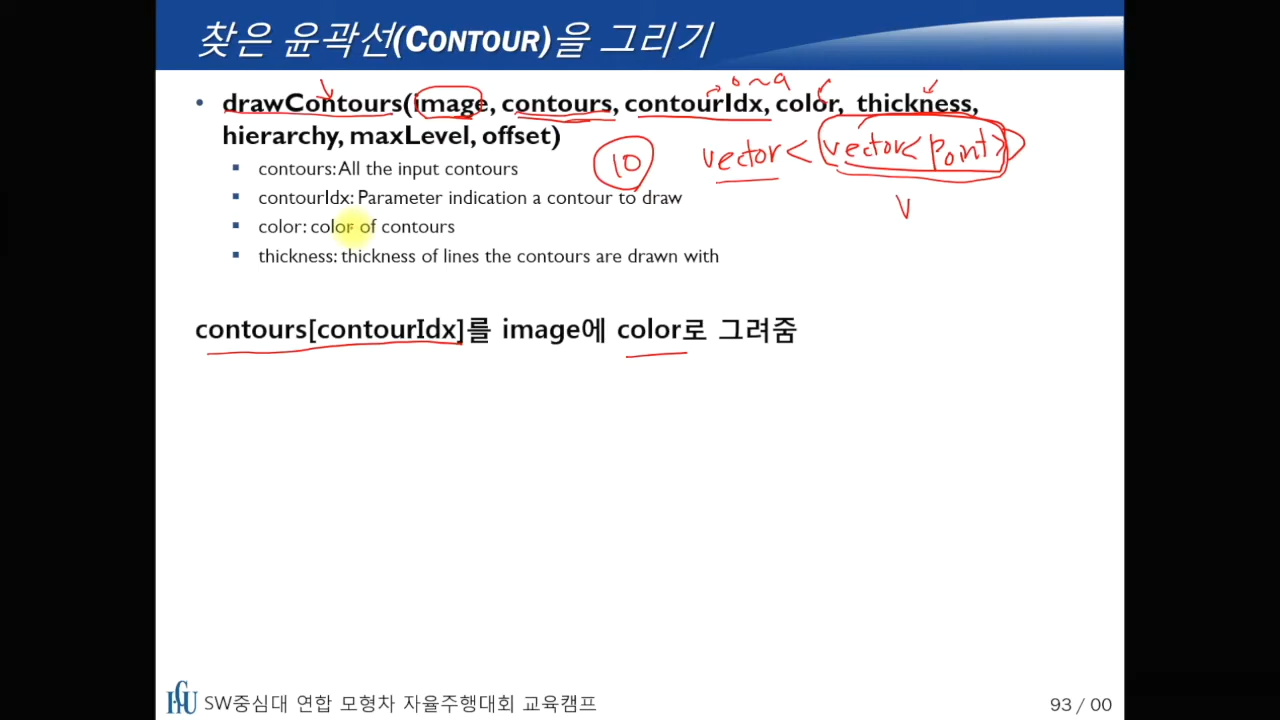 찾은 윤곽선(CONTOUR)을 그리기
0~9
• drawContours(image, contours, contourIdx, color, thickness,
hierarchy, maxLevel, offset)
10 vector<vector<point>>
▪ contours: All the input contours
▪ contourIdx: Parameter indication a contour to draw
V
▪ color: color of contours
▪ thickness: thickness of lines the contours are drawn with
contours[contourIdx]를 image에 color로 그려줌
HGU SW중심대 연합 모형차 자율주행대회 교육캠프
93 / 00